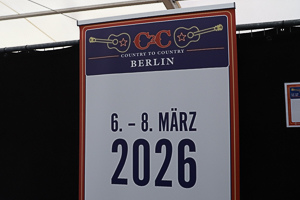 C2C
COUNTRY TO COUNTRY
BERLIN
6. – 8. MÄRZ
2026